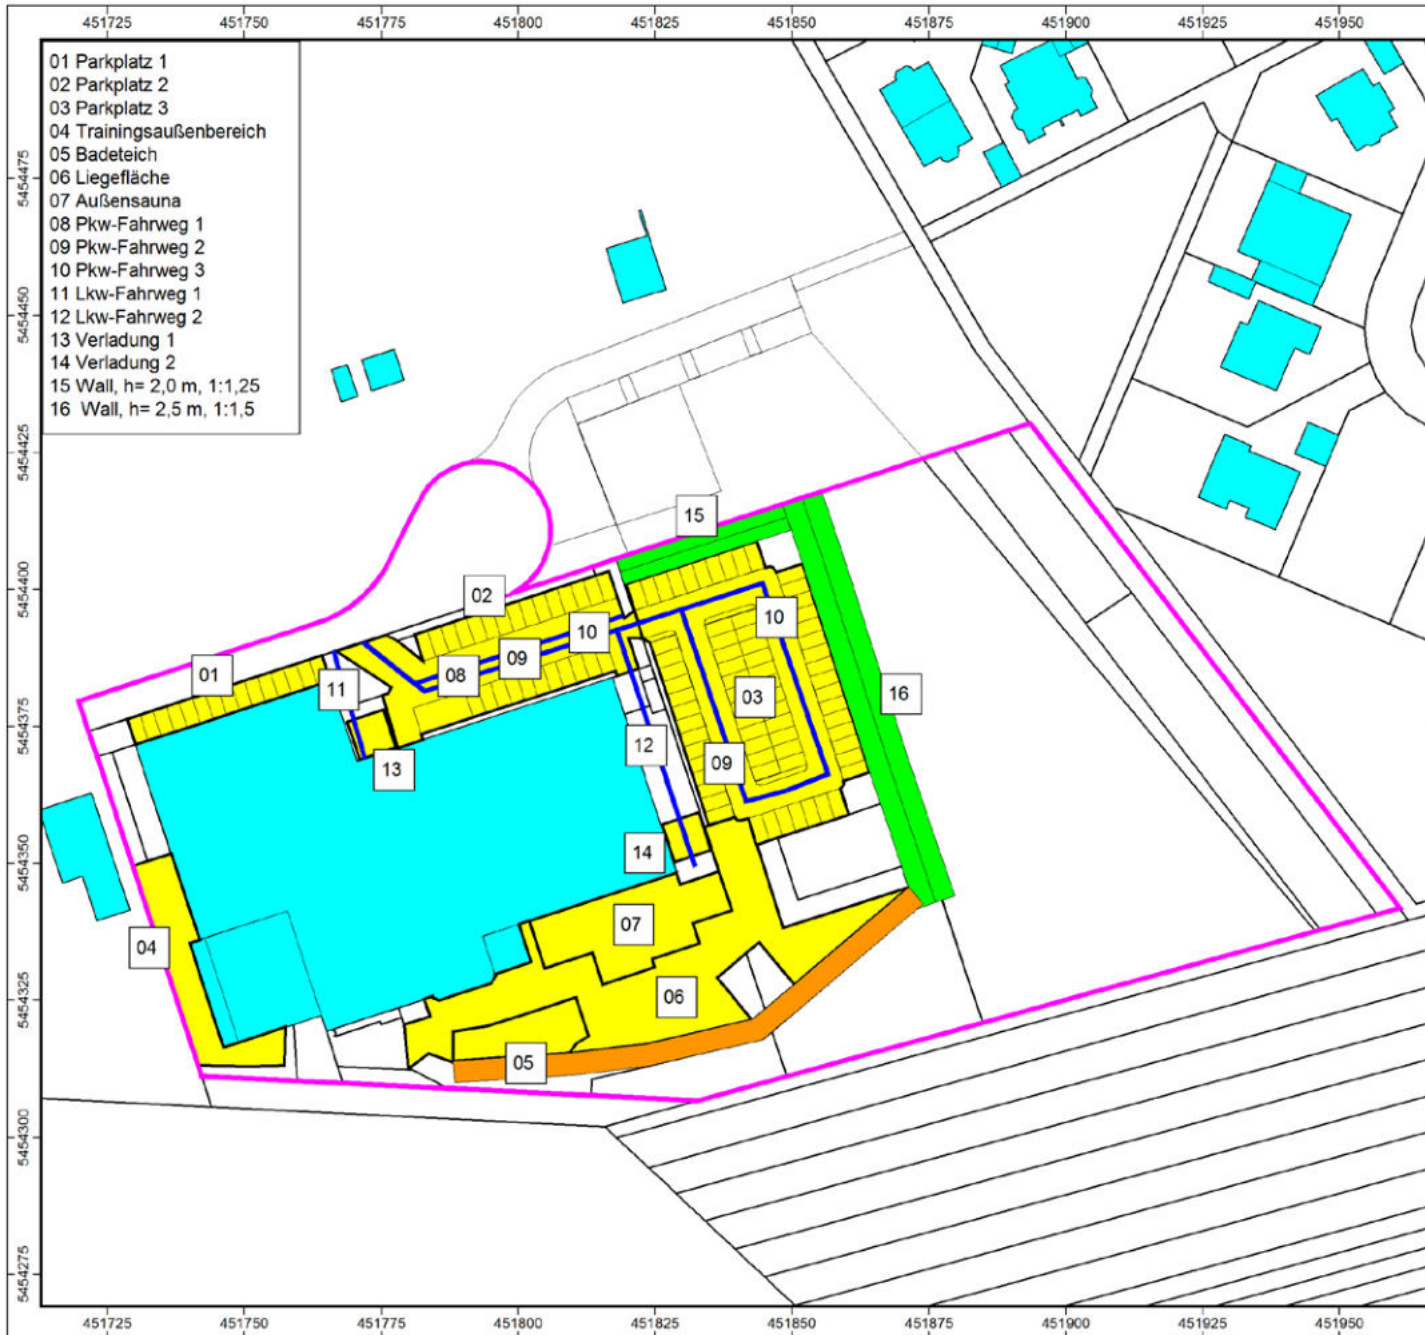 451725 451750 451775 451800 451825 451850 451875 451900 451925 451950
01 Parkplatz 1
02 Parkplatz 2
03 Parkplatz 3
04 Trainingsaußenbereich
05 Badeteich
06 Liegefläche
07 Außensauna
08 Pkw-Fahrweg 1
09 Pkw-Fahrweg 2
10 Pkw-Fahrweg 3
11 Lkw-Fahrweg 1
12 Lkw-Fahrweg 2
13 Verladung 1
14 Verladung 2
15 Wall, h= 2,0 m, 1:1,25
16 Wall, h= 2,5 m, 1:1,5
5454475
5454450
5454425
5454400
5454375
5454350
5454325
5454300
5454275
15
02
10
10
09
01
08
11
03
16
12
09
13
14
07
04
06
05
451725 451750 451775 451800 451825 451850 451875 451900 451925 451950